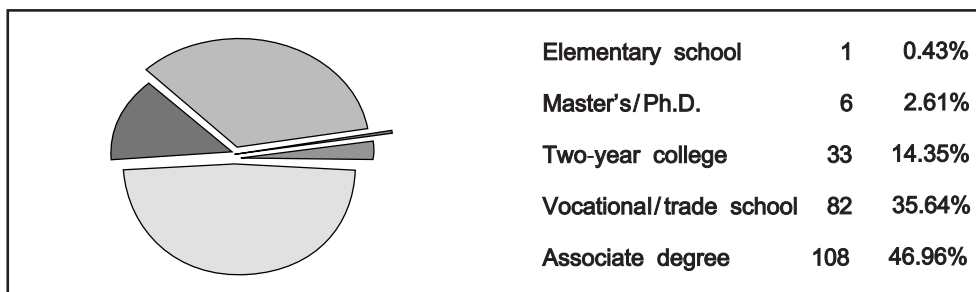 Elementary school 1 0.43%
Master's/Ph.D. 6 2.61%
Two-year college 33 14.35%
Vocational/trade school 82 35.64%
Associate degree 108 46.96%